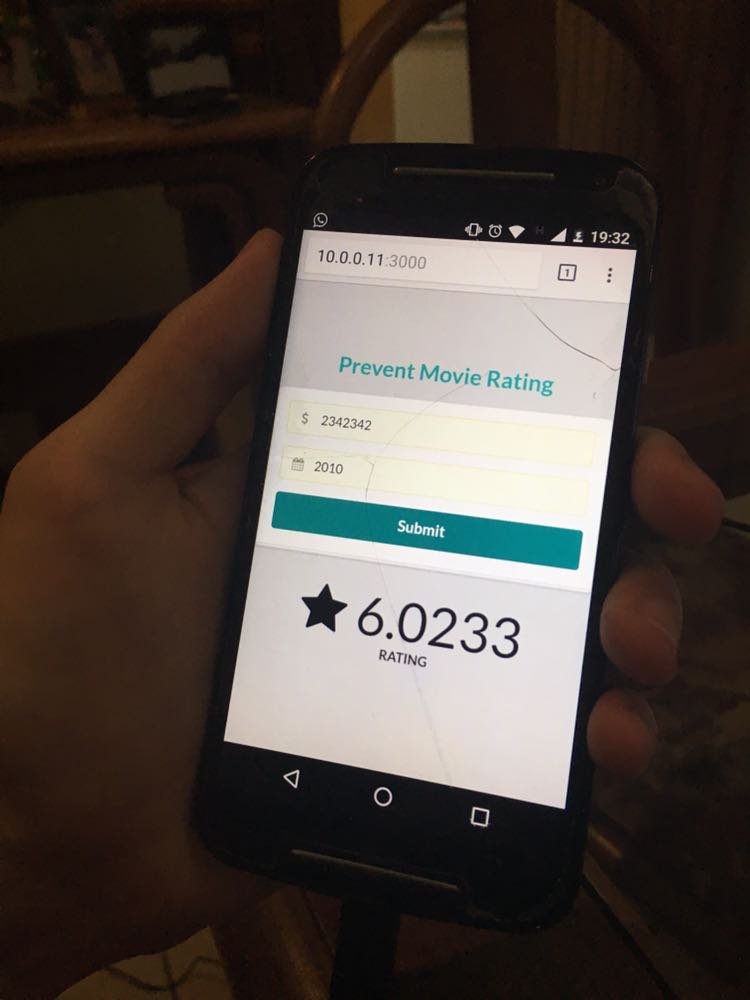 H 19:32
10.0.0.11:3000
1
Prevent Movie Rating
$ 2342342
2010
Submit
6.0233
RATING